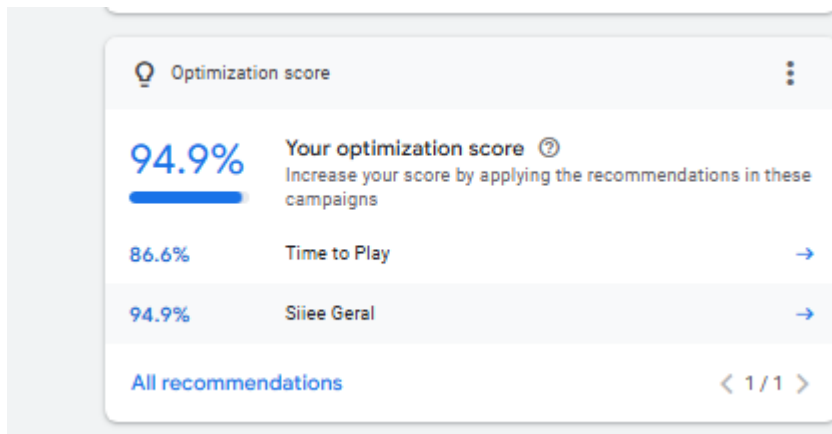 Optimization score
94.9%
Your optimization score
Increase your score by applying the recommendations in these
campaigns
86.6% Time to Play
94.9% Siiee Geral
All recommendations
1 / 1